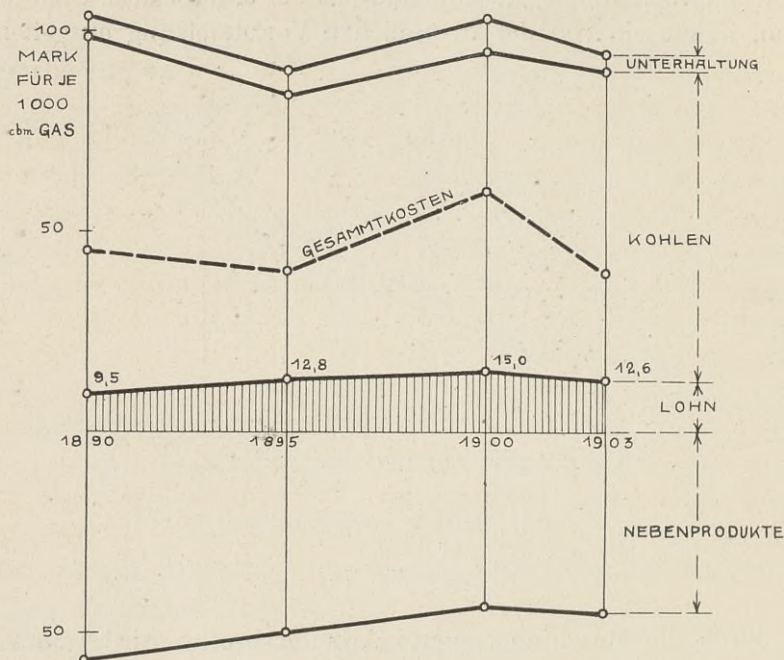 100
MARK
FÜR JE
1000
cbm GAS
UNTERHALTUNG
50
GESAMMTKOSTEN
KOHLEN
9,5
12,8
15,0
12,6
LOHN
1890
1895
1900
1903
NEBENPRODUKTE
50